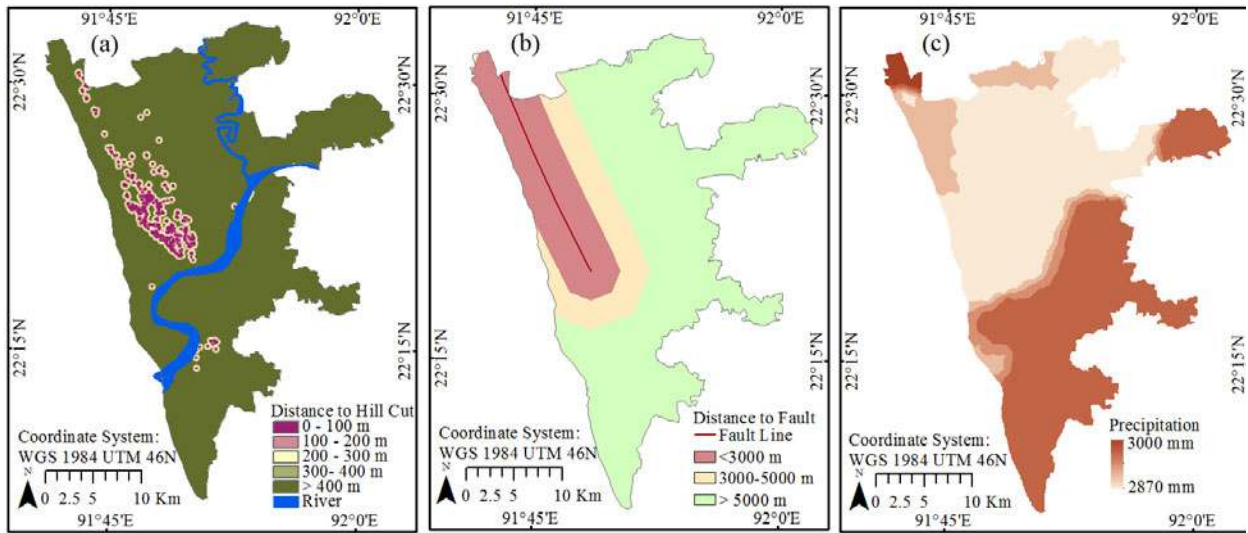 91°45'E 92°0'E
(a)
22°30'N 22°30'N
22°15'N 22°15'N
Distance to Hill Cut
0 - 100 m
100 - 200 m
200 - 300 m
300- 400 m
> 400 m
River
Coordinate System:
WGS 1984 UTM 46N
N
0 2.5 5 10 Km
91°45'E 92°0'E
91°45'E 92°0'E
(b)
22°30'N 22°30'N
22°15'N 22°15'N
Distance to Fault
Fault Line
<3000 m
3000-5000 m
> 5000 m
Coordinate System:
WGS 1984 UTM 46N
N
0 2.5 5 10 Km
91°45'E 92°0'E
91°45'E 92°0'E
(c)
22°30'N 22°30'N
22°15'N 22°15'N
Precipitation
3000 mm
2870 mm
Coordinate System:
WGS 1984 UTM 46N
N
0 2.5 5 10 Km
91°45'E 92°0'E